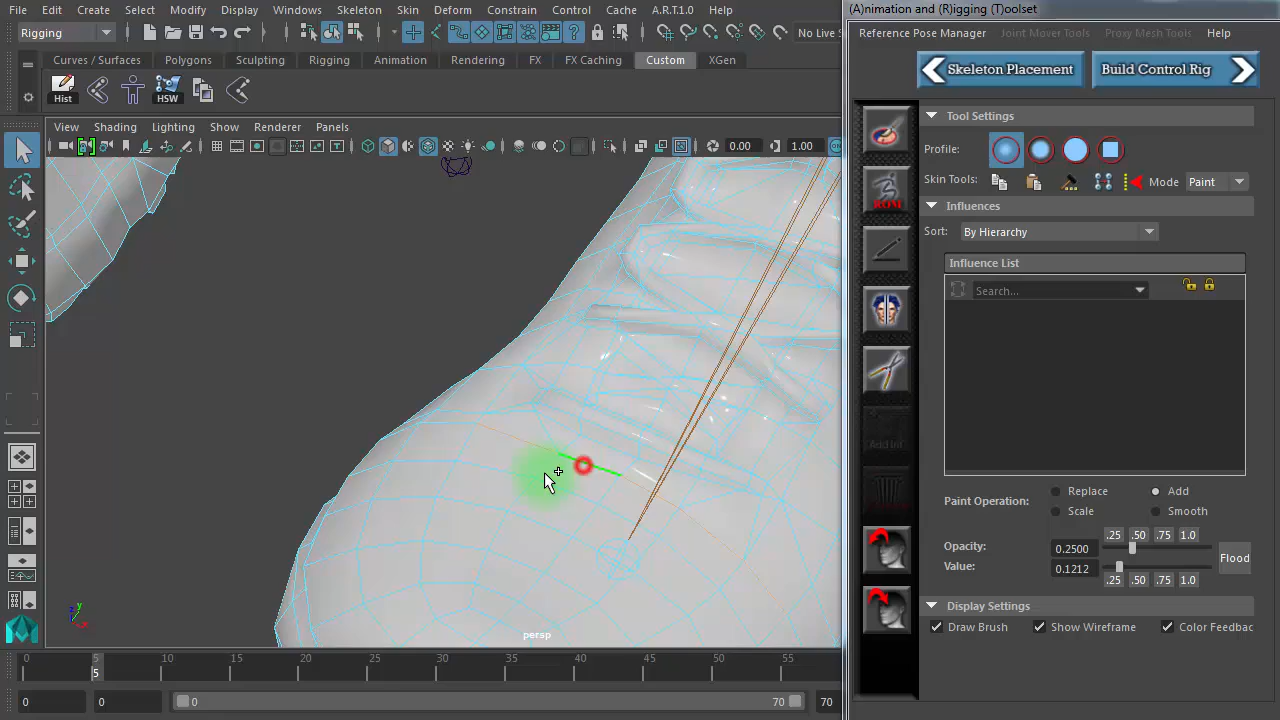 (A)nimation and (R)igging (T)oolset
File Edit Create Select Modify Display Windows Skeleton Skin Deform Constrain Control Cache A.R.T.1.0 Help
Reference Pose Manager Joint Mover Tools Proxy Mesh Tools Help
Rigging
No Live S
Curves / Surfaces Polygons Sculpting Rigging Animation Rendering FX FX Caching Custom XGen
Skeleton Placement Build Control Rig
Hist HSW
Tool Settings
View Shading Lighting Show Renderer Panels
0.00 1.00
Profile:
Skin Tools: Mode Paint
ROM
Influences
Sort: By Hierarchy
Influence List
Search...
Add Inf
Paint Operation: Replace Add
Scale Smooth
.25 .50 .75 1.0
Opacity: 0.2500
Flood
Value: 0.1212
.25 .50 .75 1.0
Display Settings
Draw Brush Show Wireframe Color Feedbac
y
x
persp
0 5 10 15 20 25 30 35 40 45 50 55
5
0 0 0 70 70